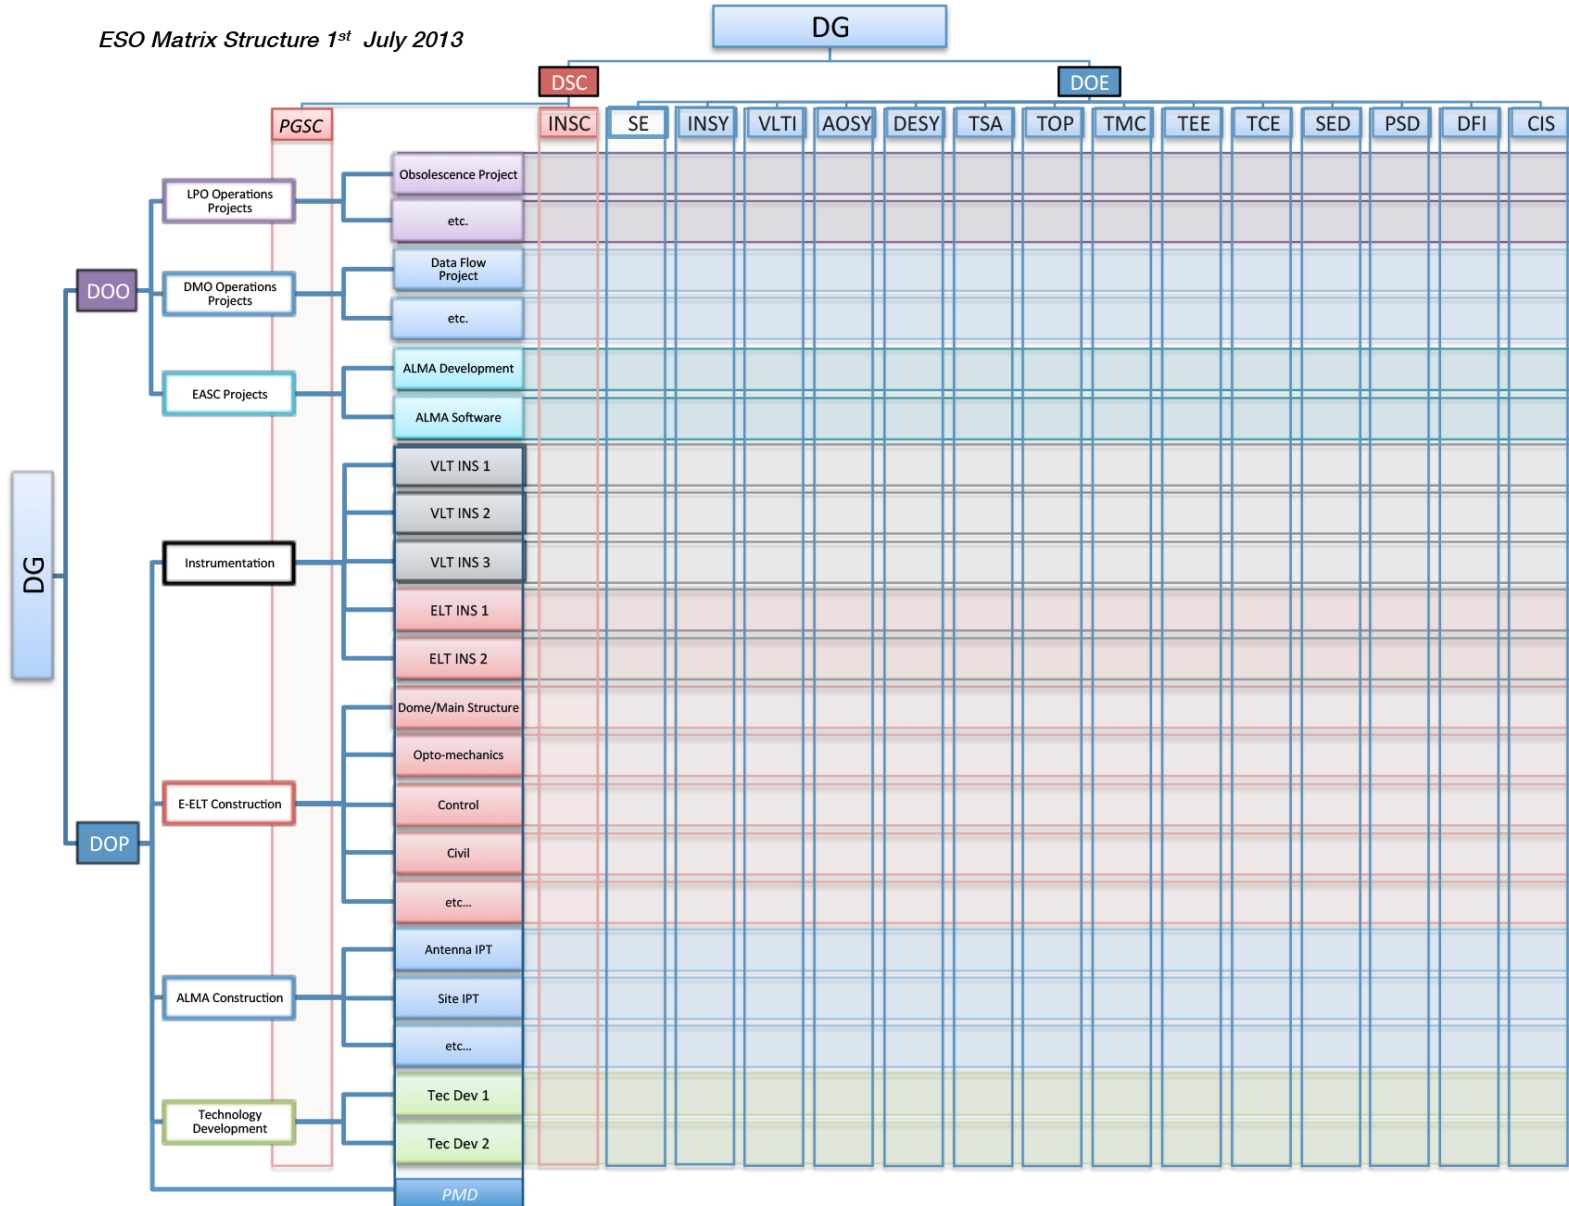 ESO Matrix Structure 1st July 2013
DG
DSC
DOE
PGSC
INSC
SE
INSY
VLTI
AOSY
DESY
TSA
TOP
TMC
TEE
TCE
SED
PSD
DFI
CIS
DG
DOO
LPO Operations
Projects
Obsolescence Project
etc.
DMO Operations
Projects
Data Flow
Project
etc.
EASC Projects
ALMA Development
ALMA Software
DOP
Instrumentation
VLT INS 1
VLT INS 2
VLT INS 3
ELT INS 1
ELT INS 2
E-ELT Construction
Dome/Main Structure
Opto-mechanics
Control
Civil
etc...
ALMA Construction
Antenna IPT
Site IPT
etc...
Technology
Development
Tec Dev 1
Tec Dev 2
PMD